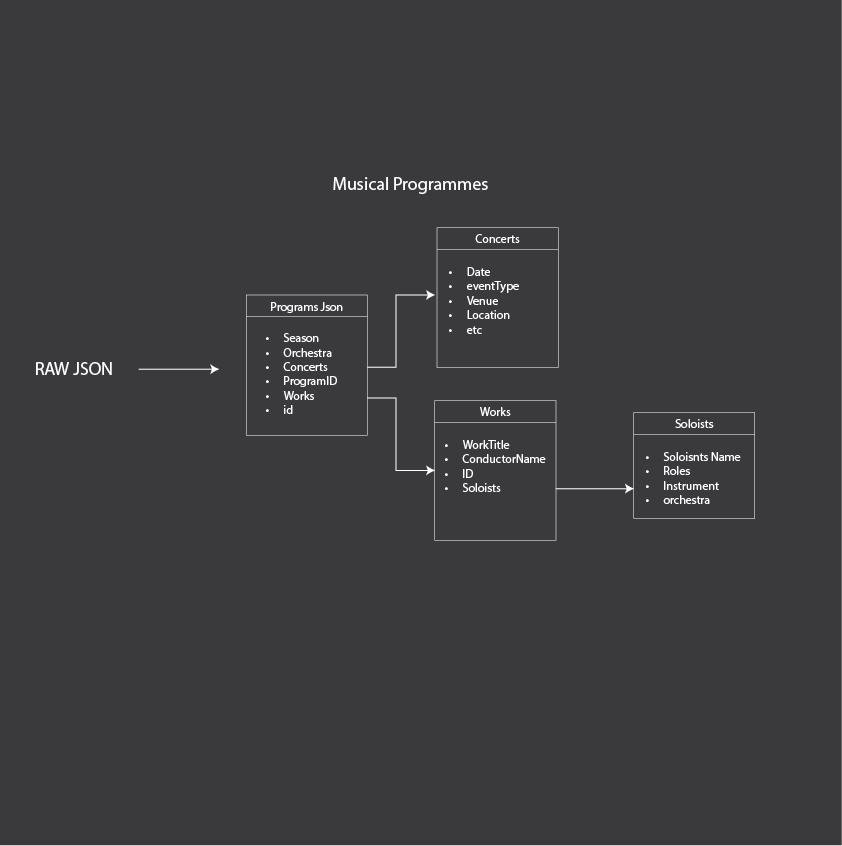 Musical Programmes
RAW JSON
Programs Json
• Season
• Orchestra
• Concerts
• ProgramID
• Works
• id
Concerts
• Date
• eventType
• Venue
• Location
• etc
Works
• WorkTitle
• ConductorName
• ID
• Soloists
Soloists
• Soloisnts Name
• Roles
• Instrument
• orchestra